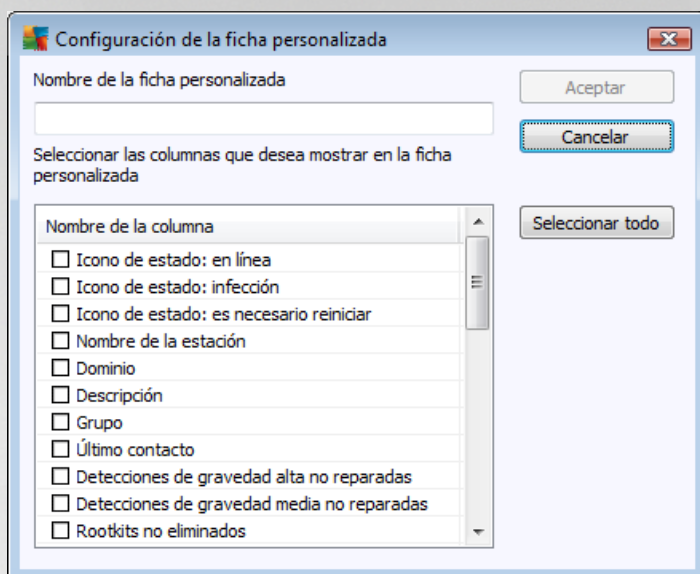 Configuración de la ficha personalizada
Nombre de la ficha personalizada
Aceptar
Cancelar
Seleccionar las columnas que desea mostrar en la ficha
personalizada
Seleccionar todo
Nombre de la columna
Icono de estado: en línea
Icono de estado: infección
Icono de estado: es necesario reiniciar
Nombre de la estación
Dominio
Descripción
Grupo
Último contacto
Detecciones de gravedad alta no reparadas
Detecciones de gravedad media no reparadas
Rootkits no eliminados